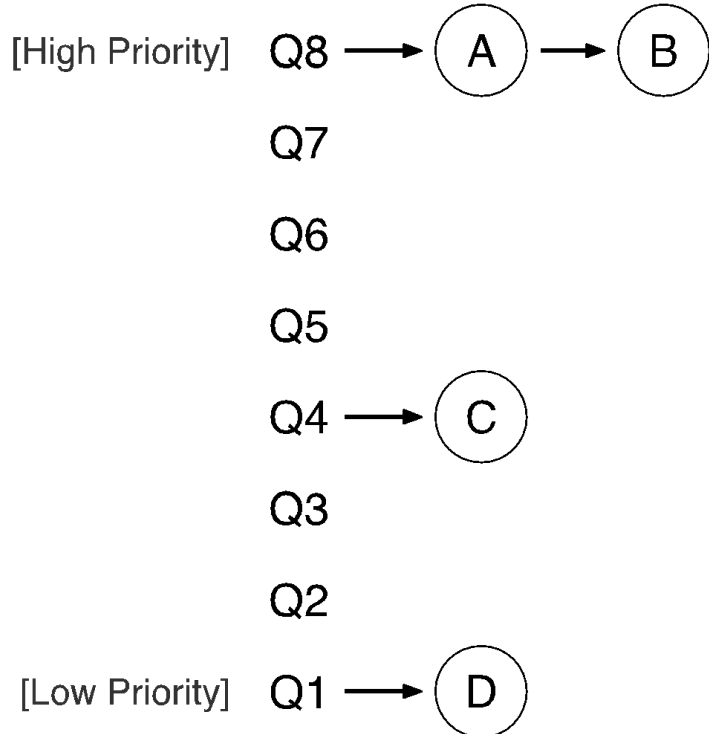 [High Priority] Q8 A B
Q7
Q6
Q5
Q4 C
Q3
Q2
[Low Priority] Q1 D